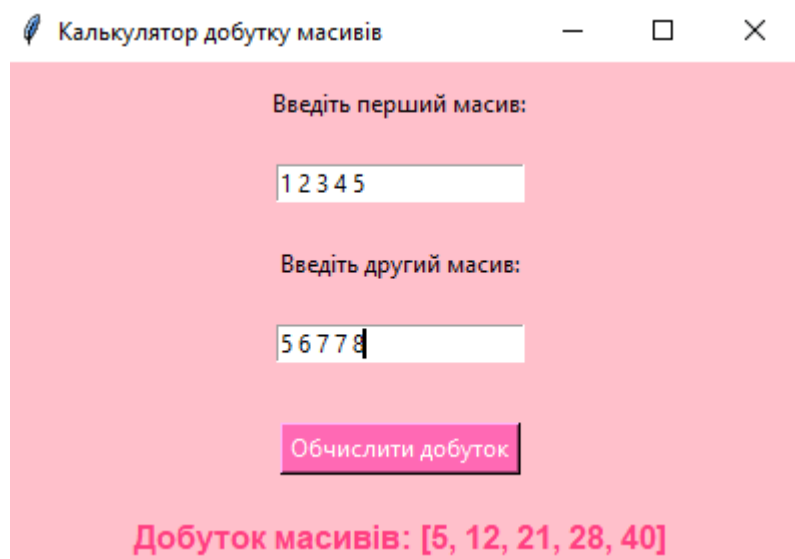 Калькулятор добутку масивів
Введіть перший масив:
1 2 3 4 5
Введіть другий масив:
5 6 7 7 8
Обчислити добуток
Добуток масивів: [5, 12, 21, 28, 40]